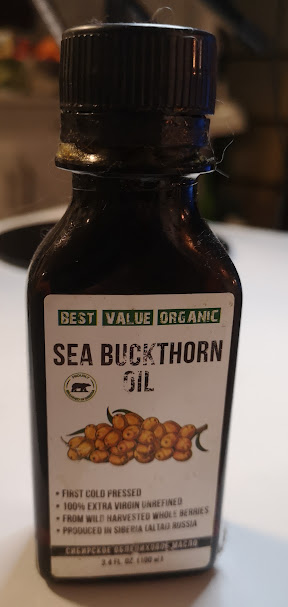 BEST VALUE ORGANIC
SEA BUCKTHORN
OIL
• FIRST COLD PRESSED
• 100% EXTRA VIRGIN UNREFINED
• FROM WILD HARVESTED WHOLE BERRIES
• PRODUCED IN SIBERIA (ALTAI) RUSSIA
СИБИРСКОЕ ОБЛЕПИХОВОЕ МАСЛО
3.4 FL OZ (100 ml)